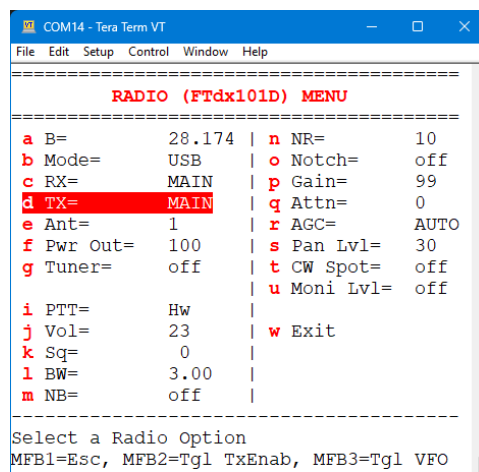 COM14 - Tera Term VT
File Edit Setup Control Window Help
==========================================
RADIO (FTdx101D) MENU
==========================================
a B= 28.174 | n NR= 10
b Mode= USB | o Notch= off
c RX= MAIN | p Gain= 99
d TX= MAIN | q Attn= 0
e Ant= 1 | r AGC= AUTO
f Pwr Out= 100 | s Pan Lvl= 30
g Tuner= off | t CW Spot= off
| u Moni Lvl= off
i PTT= Hw |
j Vol= 23 | w Exit
k Sq= 0 |
l BW= 3.00 |
m NB= off |
------------------------------------------
Select a Radio Option
MFB1=Esc, MFB2=Tgl TxEnab, MFB3=Tgl VFO